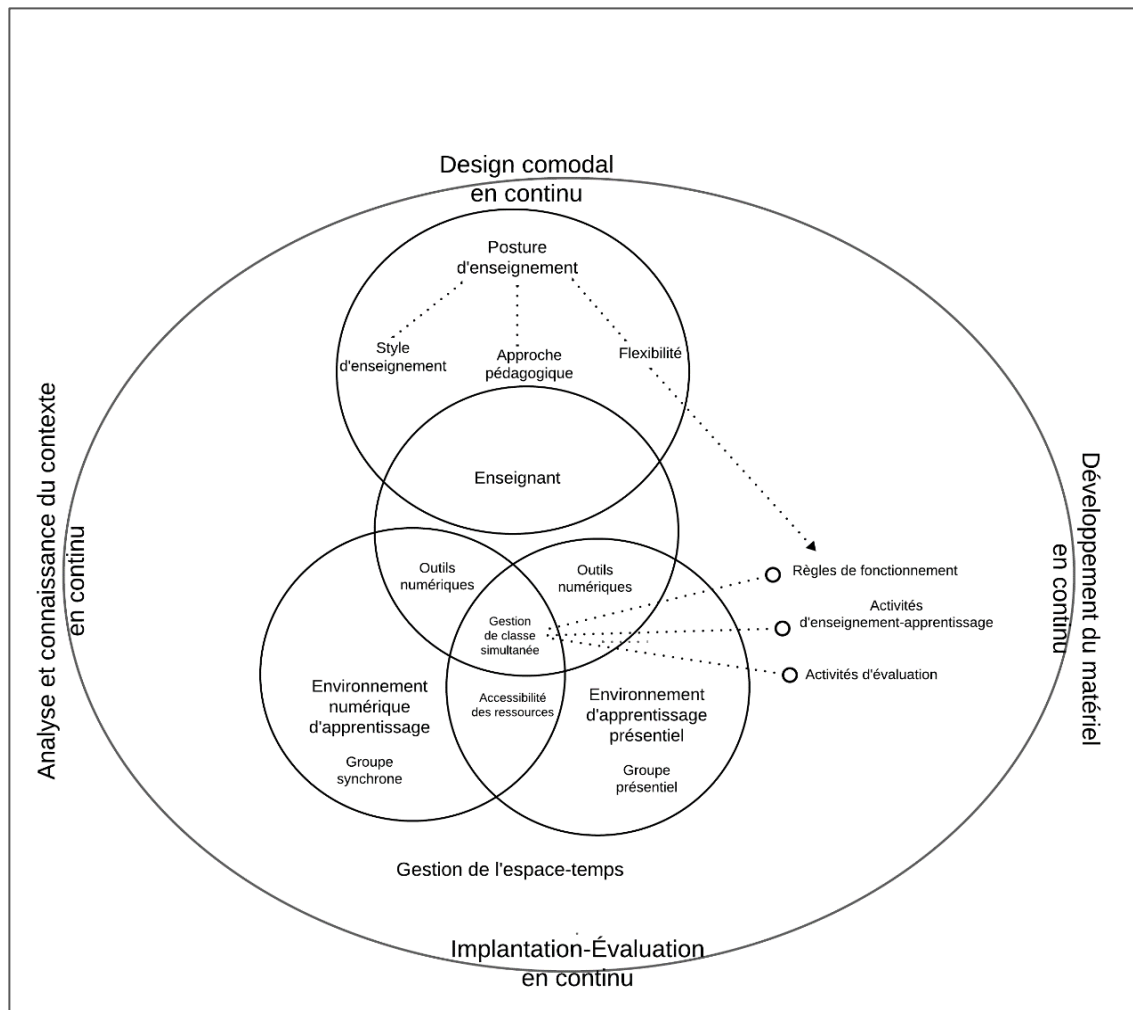 Design comodal
en continu
Posture
d'enseignement
Style
d'enseignement
Approche
pédagogique
Flexibilité
Enseignant
Analyse et connaissance du contexte
en continu
Développement du matériel
en continu
Outils
numériques
Outils
numériques
Gestion
de classe
simultanée
Règles de fonctionnement
Activités
d'enseignement-apprentissage
Activités d'évaluation
Environnement
numérique
d'apprentissage
Accessibilité
des ressources
Environnement
d'apprentissage
présentiel
Groupe
synchrone
Groupe
présentiel
Gestion de l'espace-temps
Implantation-Évaluation
en continu